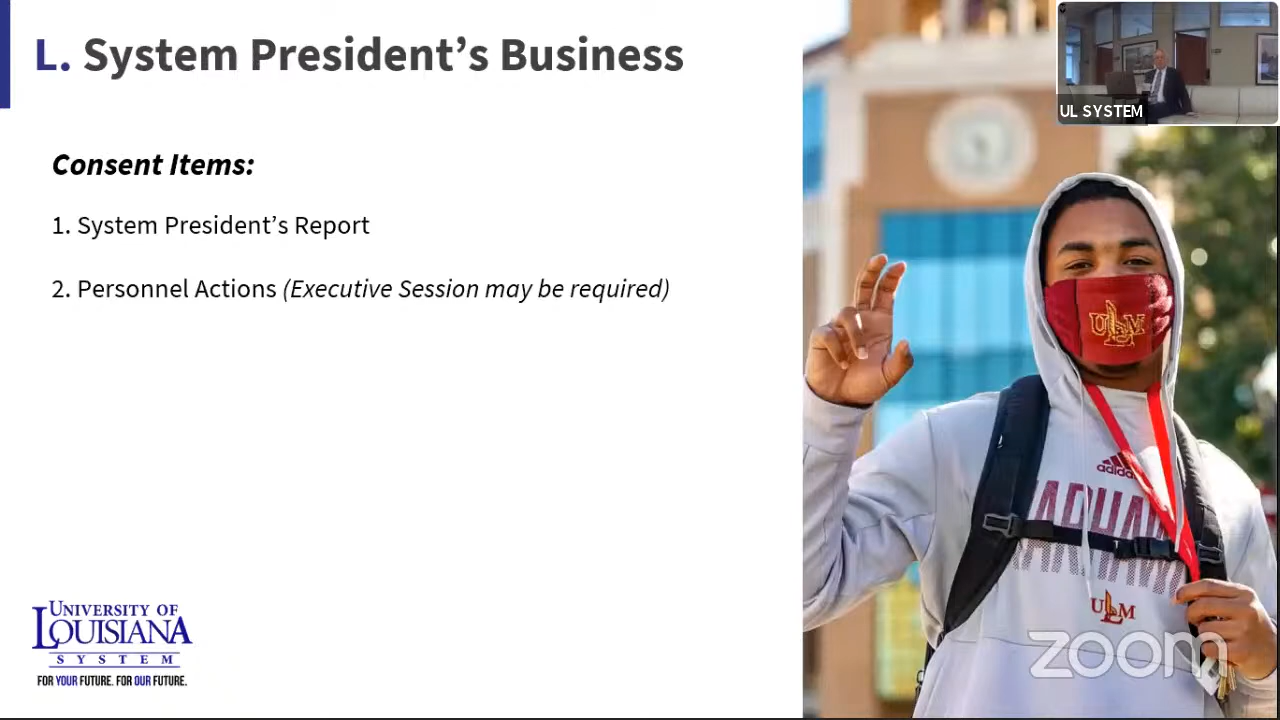 L. System President’s Business
UL SYSTEM
Consent Items:
1. System President’s Report
2. Personnel Actions (Executive Session may be required)
ULM
adidas
ULM
UNIVERSITY OF
LOUISIANA
SYSTEM
FOR YOUR FUTURE. FOR OUR FUTURE.
zoom